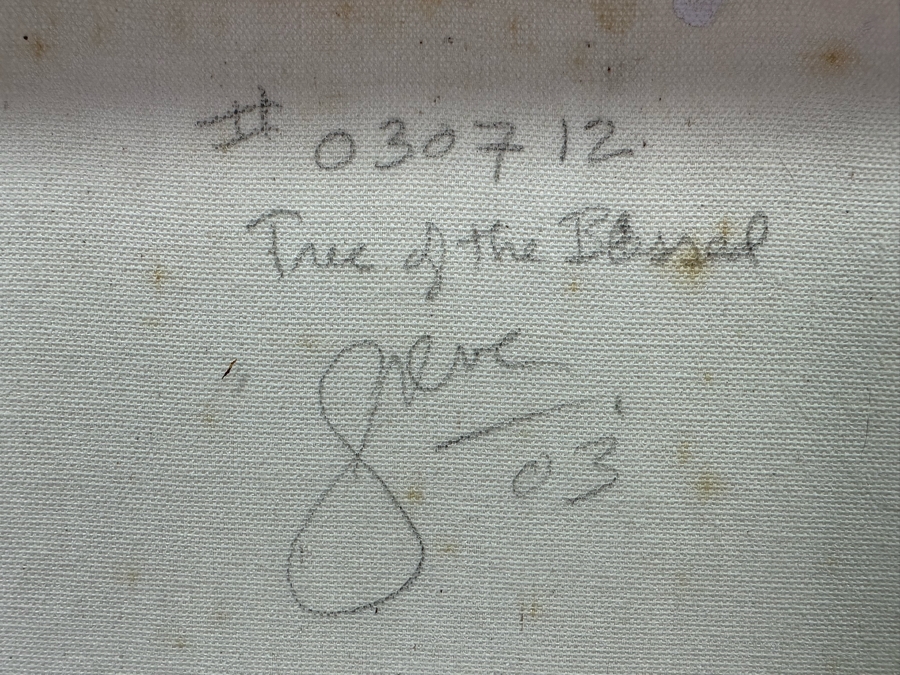 # 030712
Tree of the Blessed
03'